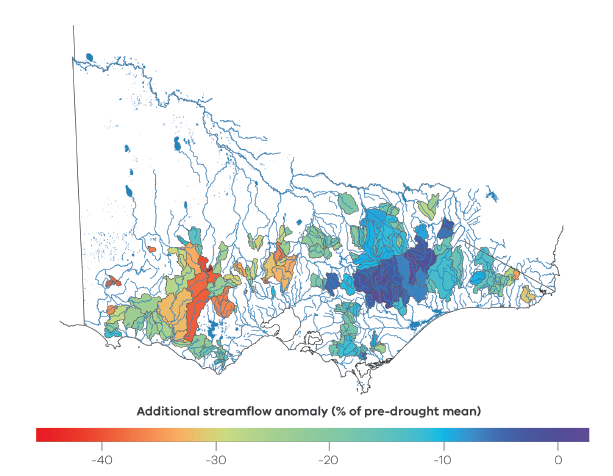 Additional streamflow anomaly (% of pre-drought mean)
-40 -30 -20 -10 0